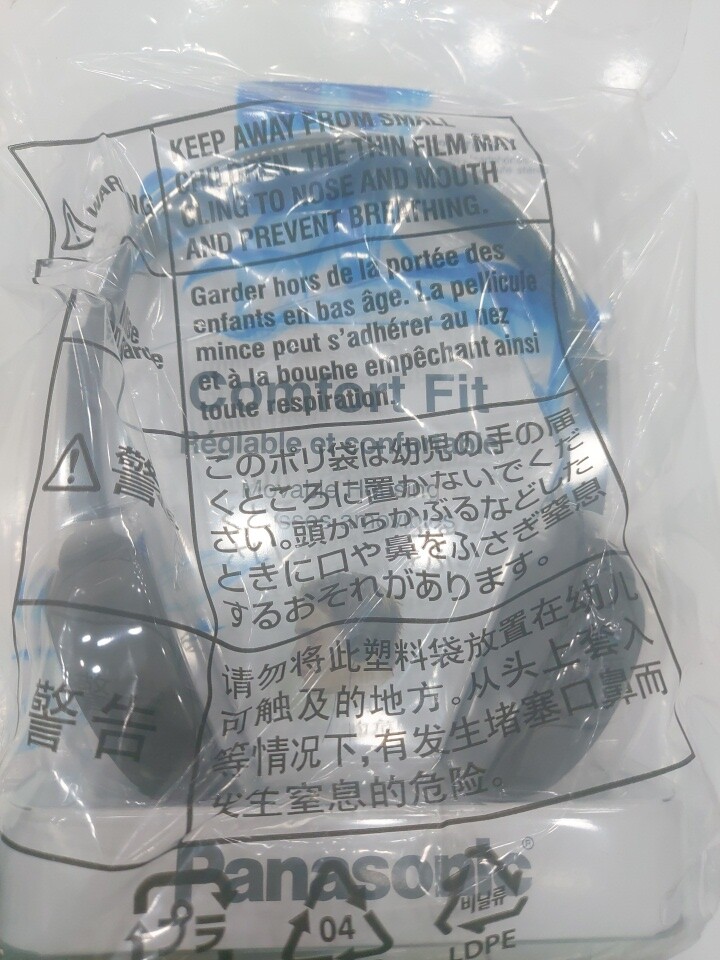 KEEP AWAY FROM SMALL
CHILDREN. THE THIN FILM MAY
CLING TO NOSE AND MOUTH
AND PREVENT BREATHING.
WARNING
Garder hors de la portée des
enfants en bas âge. La pellicule
mince peut s'adhérer au nez
et à la bouche empêchant ainsi
toute respiration.
Comfort Fit
Réglable et confortable
警
このポリ袋は幼児の手の届
くところに置かないでくだ
さい。頭からかぶるなどした
ときに口や鼻をふさぎ窒息
するおそれがあります。
Movable Housing
警告
请勿将此塑料袋放置在幼儿
可触及的地方。从头上套入
等情况下,有发生堵塞口鼻而
发生窒息的危险。
Panasonic®
プラ
04
비닐류
LDPE